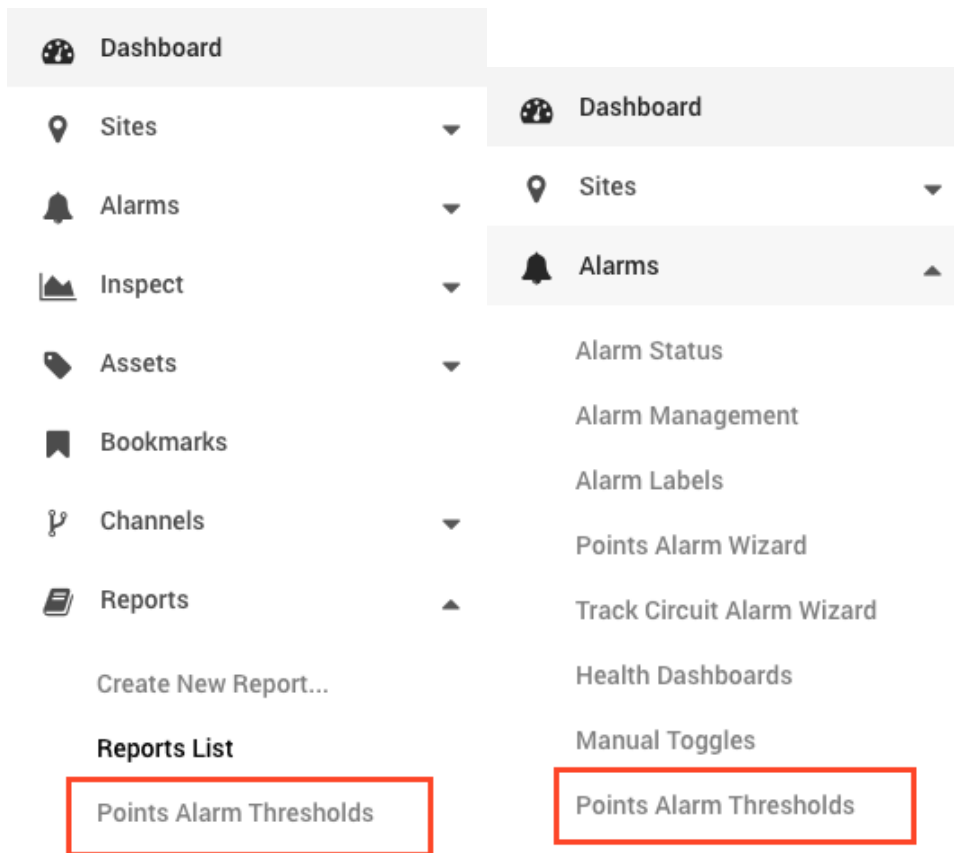 Dashboard
Sites
Alarms
Inspect
Assets
Bookmarks
Channels
Reports
Create New Report...
Reports List
Points Alarm Thresholds
Dashboard
Sites
Alarms
Alarm Status
Alarm Management
Alarm Labels
Points Alarm Wizard
Track Circuit Alarm Wizard
Health Dashboards
Manual Toggles
Points Alarm Thresholds